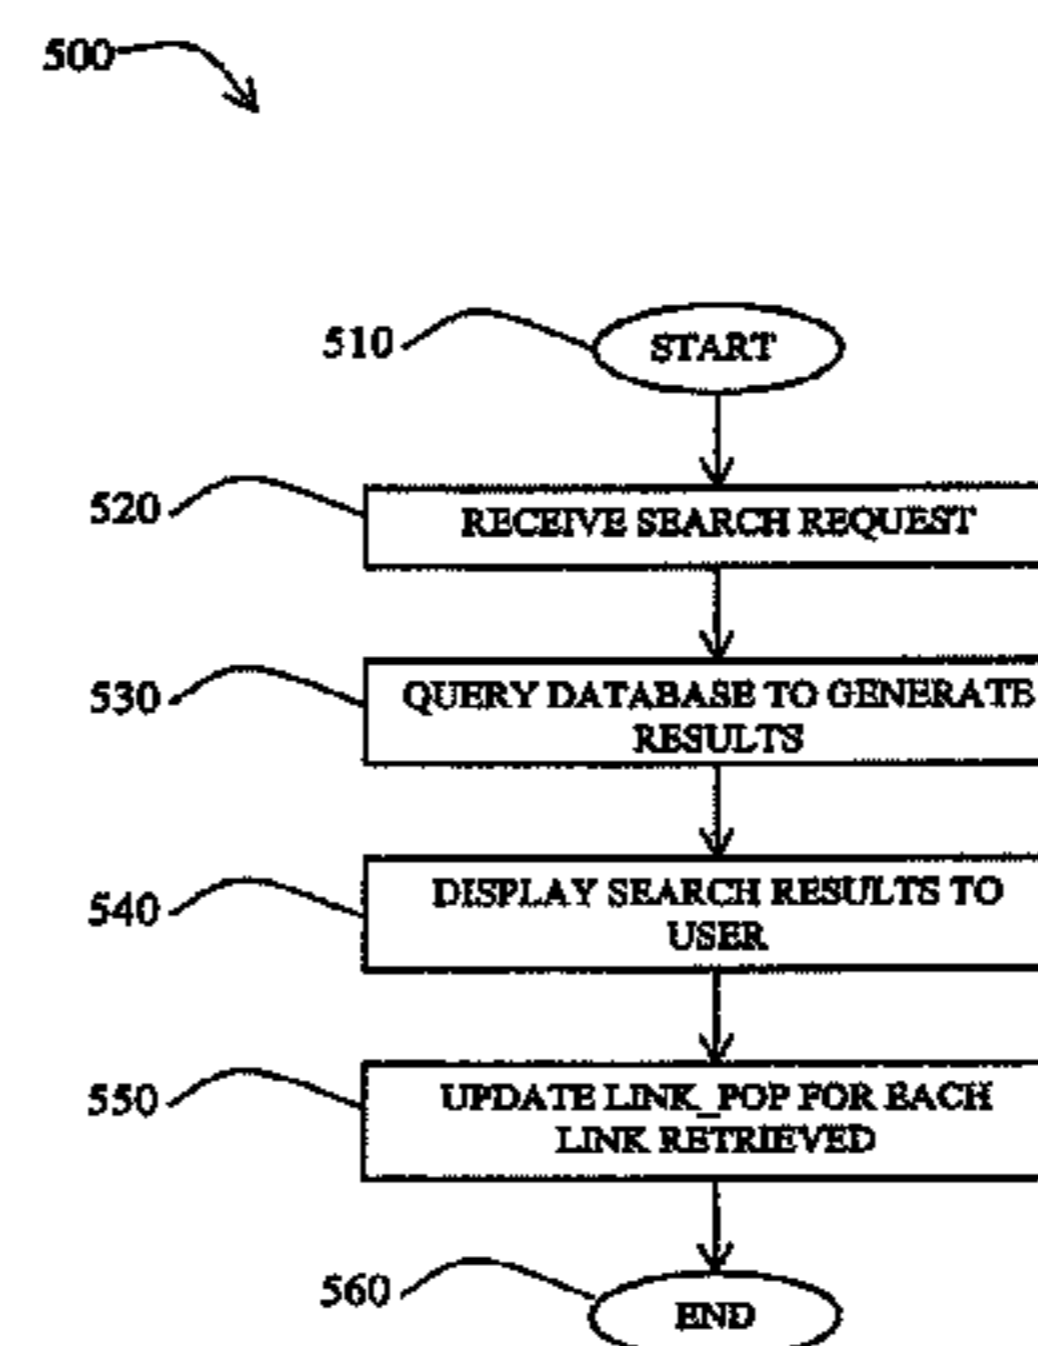 500
510
START
520
RECEIVE SEARCH REQUEST
530
QUERY DATABASE TO GENERATE
RESULTS
540
DISPLAY SEARCH RESULTS TO
USER
550
UPDATE LINK_POP FOR EACH
LINK RETRIEVED
560
END